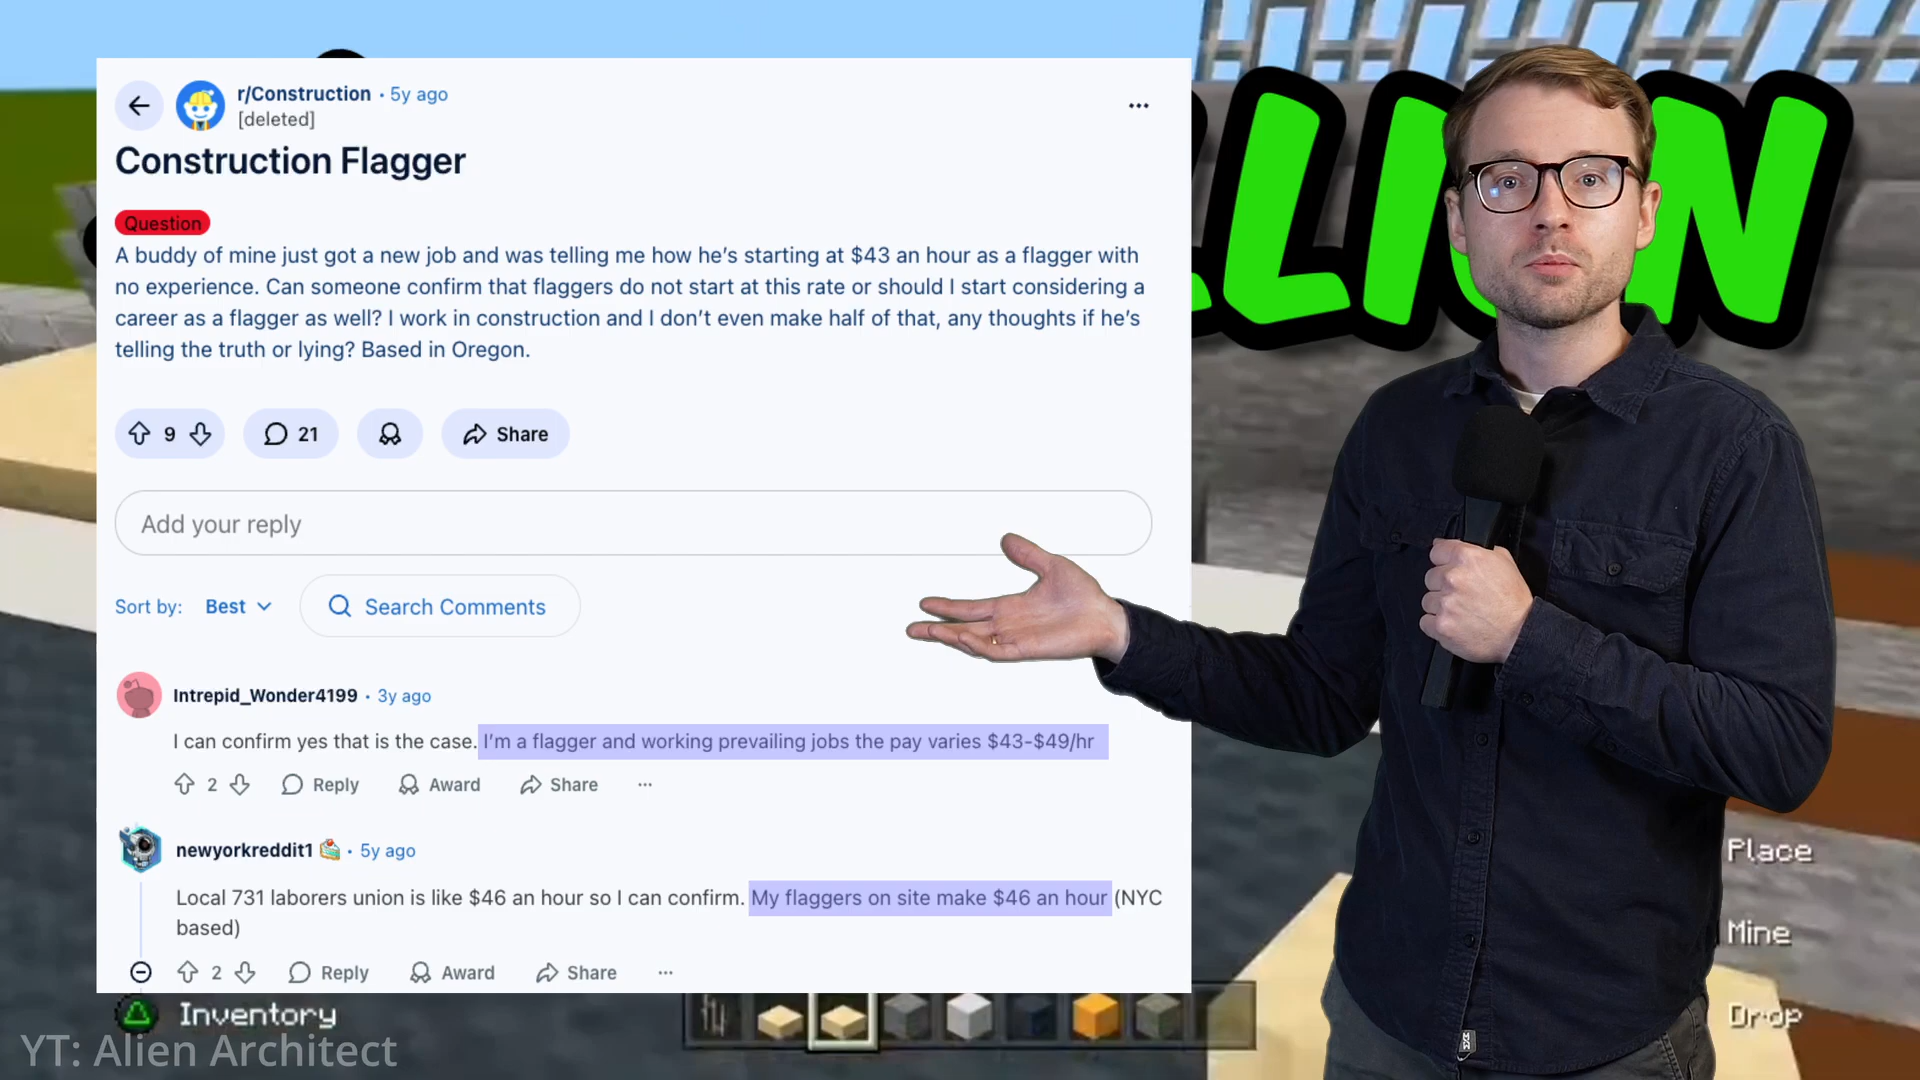 r/Construction • 5y ago
[deleted]
Construction Flagger
Question
A buddy of mine just got a new job and was telling me how he's starting at $43 an hour as a flagger with
no experience. Can someone confirm that flaggers do not start at this rate or should I start considering a
career as a flagger as well? I work in construction and I don't even make half of that, any thoughts if he's
telling the truth or lying? Based in Oregon.
9 21 Share
Add your reply
Sort by: Best Search Comments
Intrepid_Wonder4199 • 3y ago
I can confirm yes that is the case. I'm a flagger and working prevailing jobs the pay varies $43-$49/hr
2 Reply Award Share
newyorkreddit1 • 5y ago
Local 731 laborers union is like $46 an hour so I can confirm. My flaggers on site make $46 an hour (NYC
based)
2 Reply Award Share
Place
Mine
Drop
Inventory
YT: Alien Architect